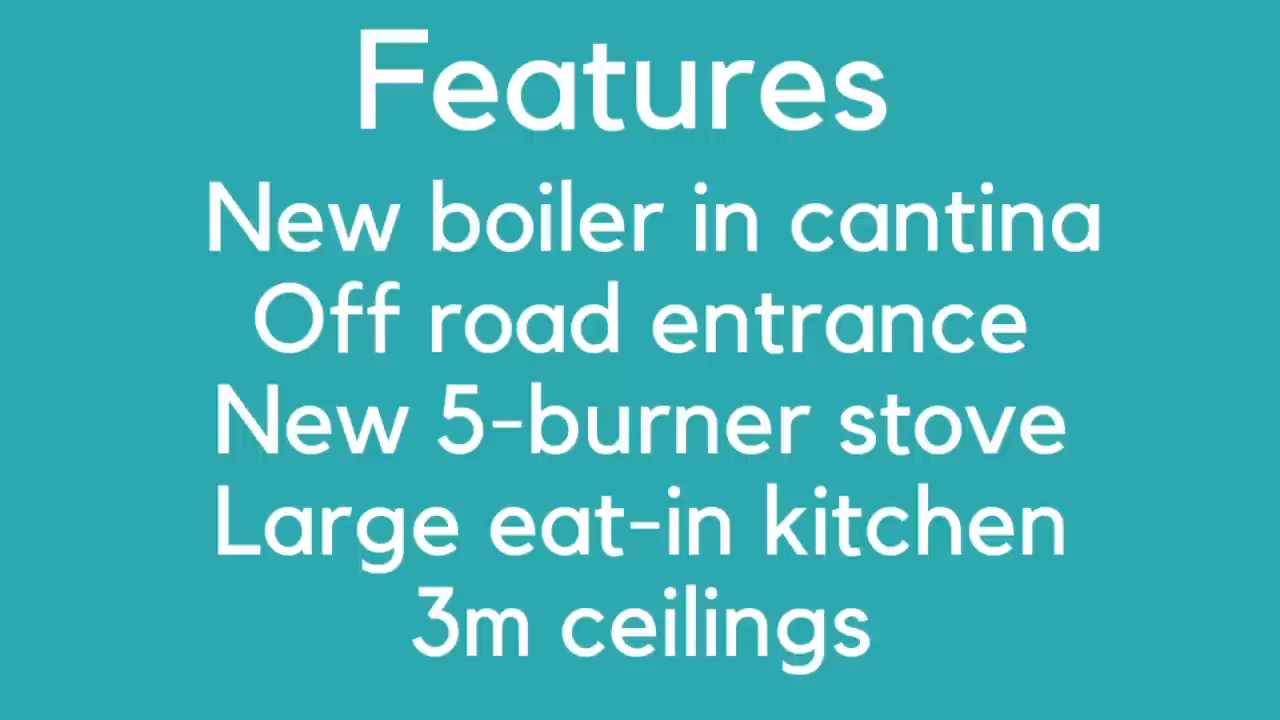 Features
New boiler in cantina
Off road entrance
New 5-burner stove
Large eat-in kitchen
3m ceilings